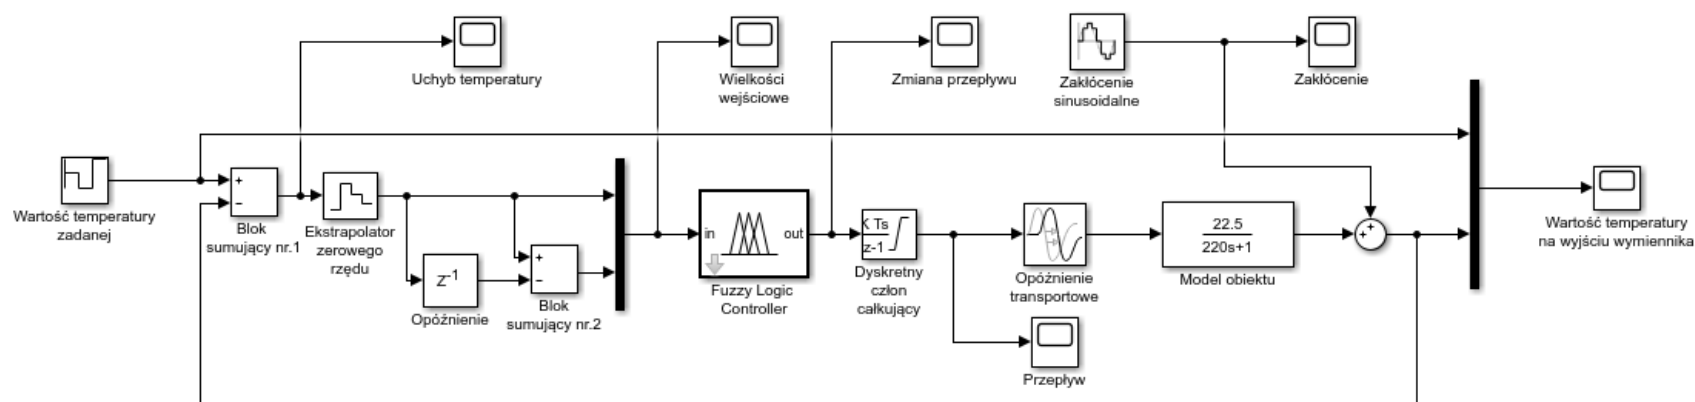 Uchyb temperatury
Wielkości
wejściowe
Zmiana przepływu
Zakłócenie
sinusoidalne
Zakłócenie
Wartość temperatury
zadanej
+
−
Blok
sumujący nr.1
Ekstrapolator
zerowego
rzędu
Z-1
Opóźnienie
+
−
Blok
sumujący nr.2
in
out
Fuzzy Logic
Controller
K Ts
z-1
Dyskretny
człon
całkujący
Opóźnienie
transportowe
22.5
220s+1
Model obiektu
+
+
Wartość temperatury
na wyjściu wymiennika
Przepływ